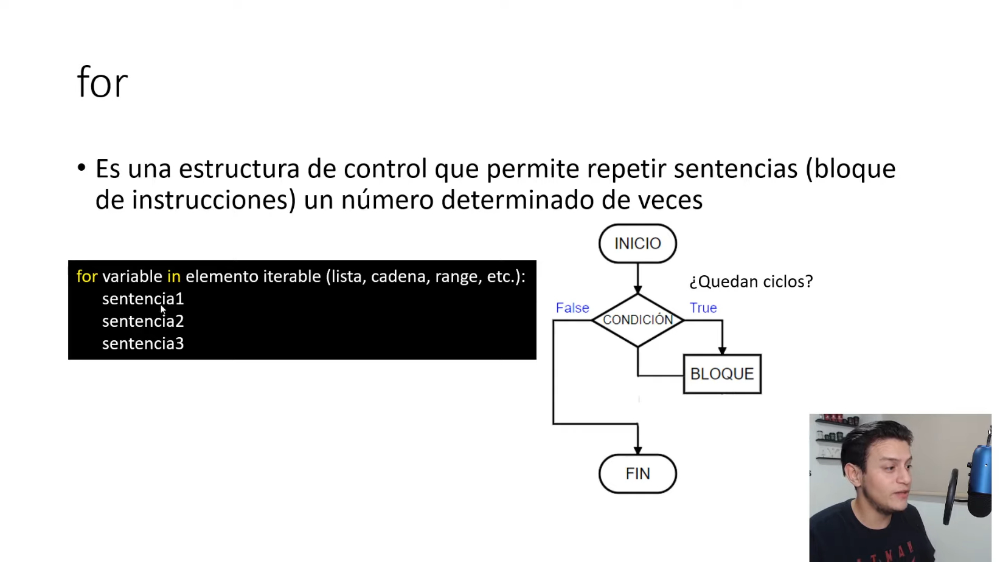 for
• Es una estructura de control que permite repetir sentencias (bloque
de instrucciones) un número determinado de veces
for variable in elemento iterable (lista, cadena, range, etc.):
sentencia1
sentencia2
sentencia3
INICIO
¿Quedan ciclos?
False
True
CONDICIÓN
BLOQUE
FIN